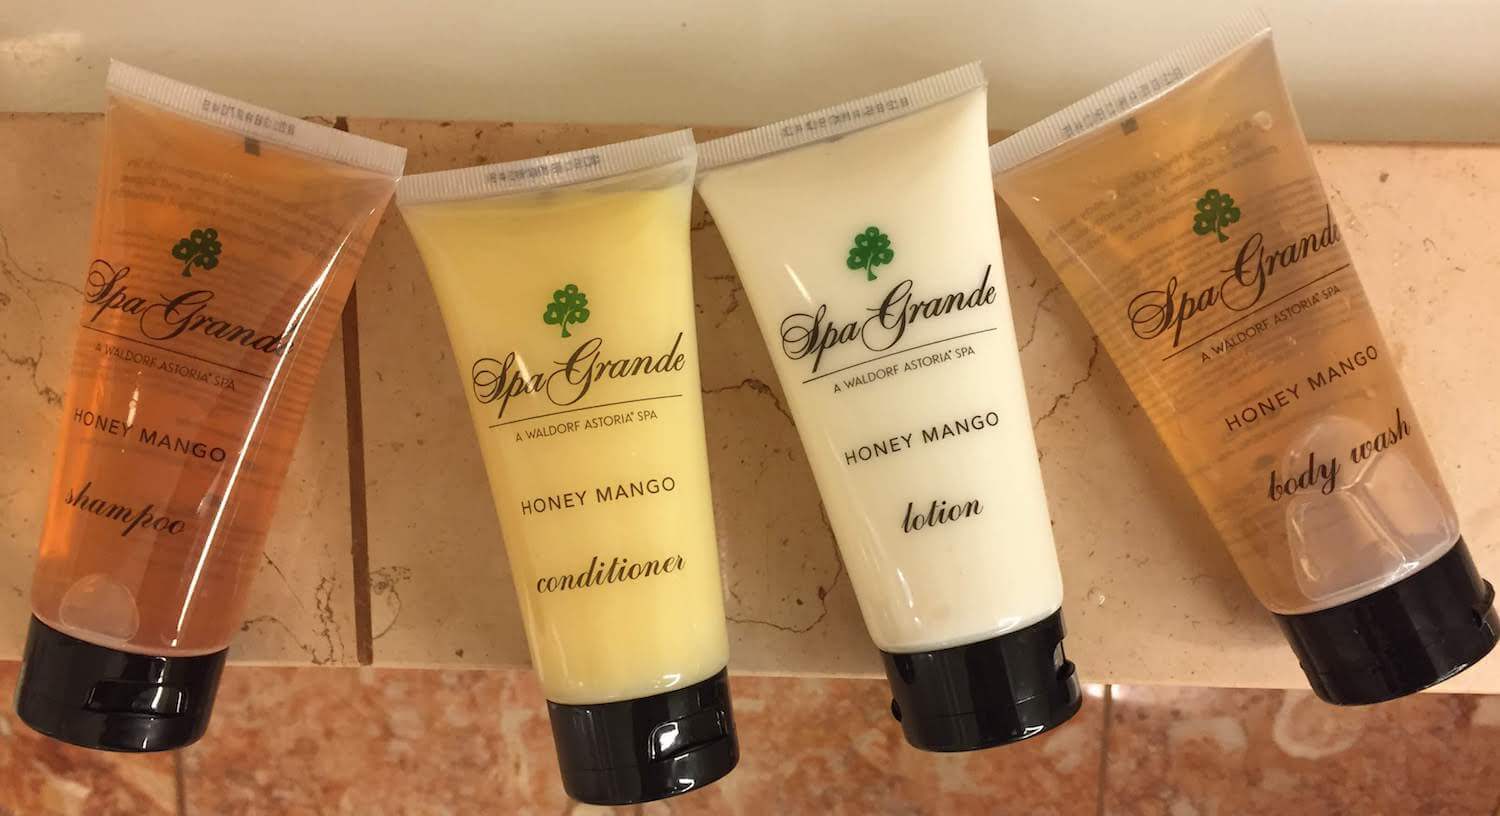 Spa Grande
A WALDORF ASTORIA® SPA
HONEY MANGO
shampoo
Spa Grande
A WALDORF ASTORIA® SPA
HONEY MANGO
conditioner
Spa Grande
A WALDORF ASTORIA® SPA
HONEY MANGO
lotion
Spa Grande
A WALDORF ASTORIA® SPA
HONEY MANGO
body wash